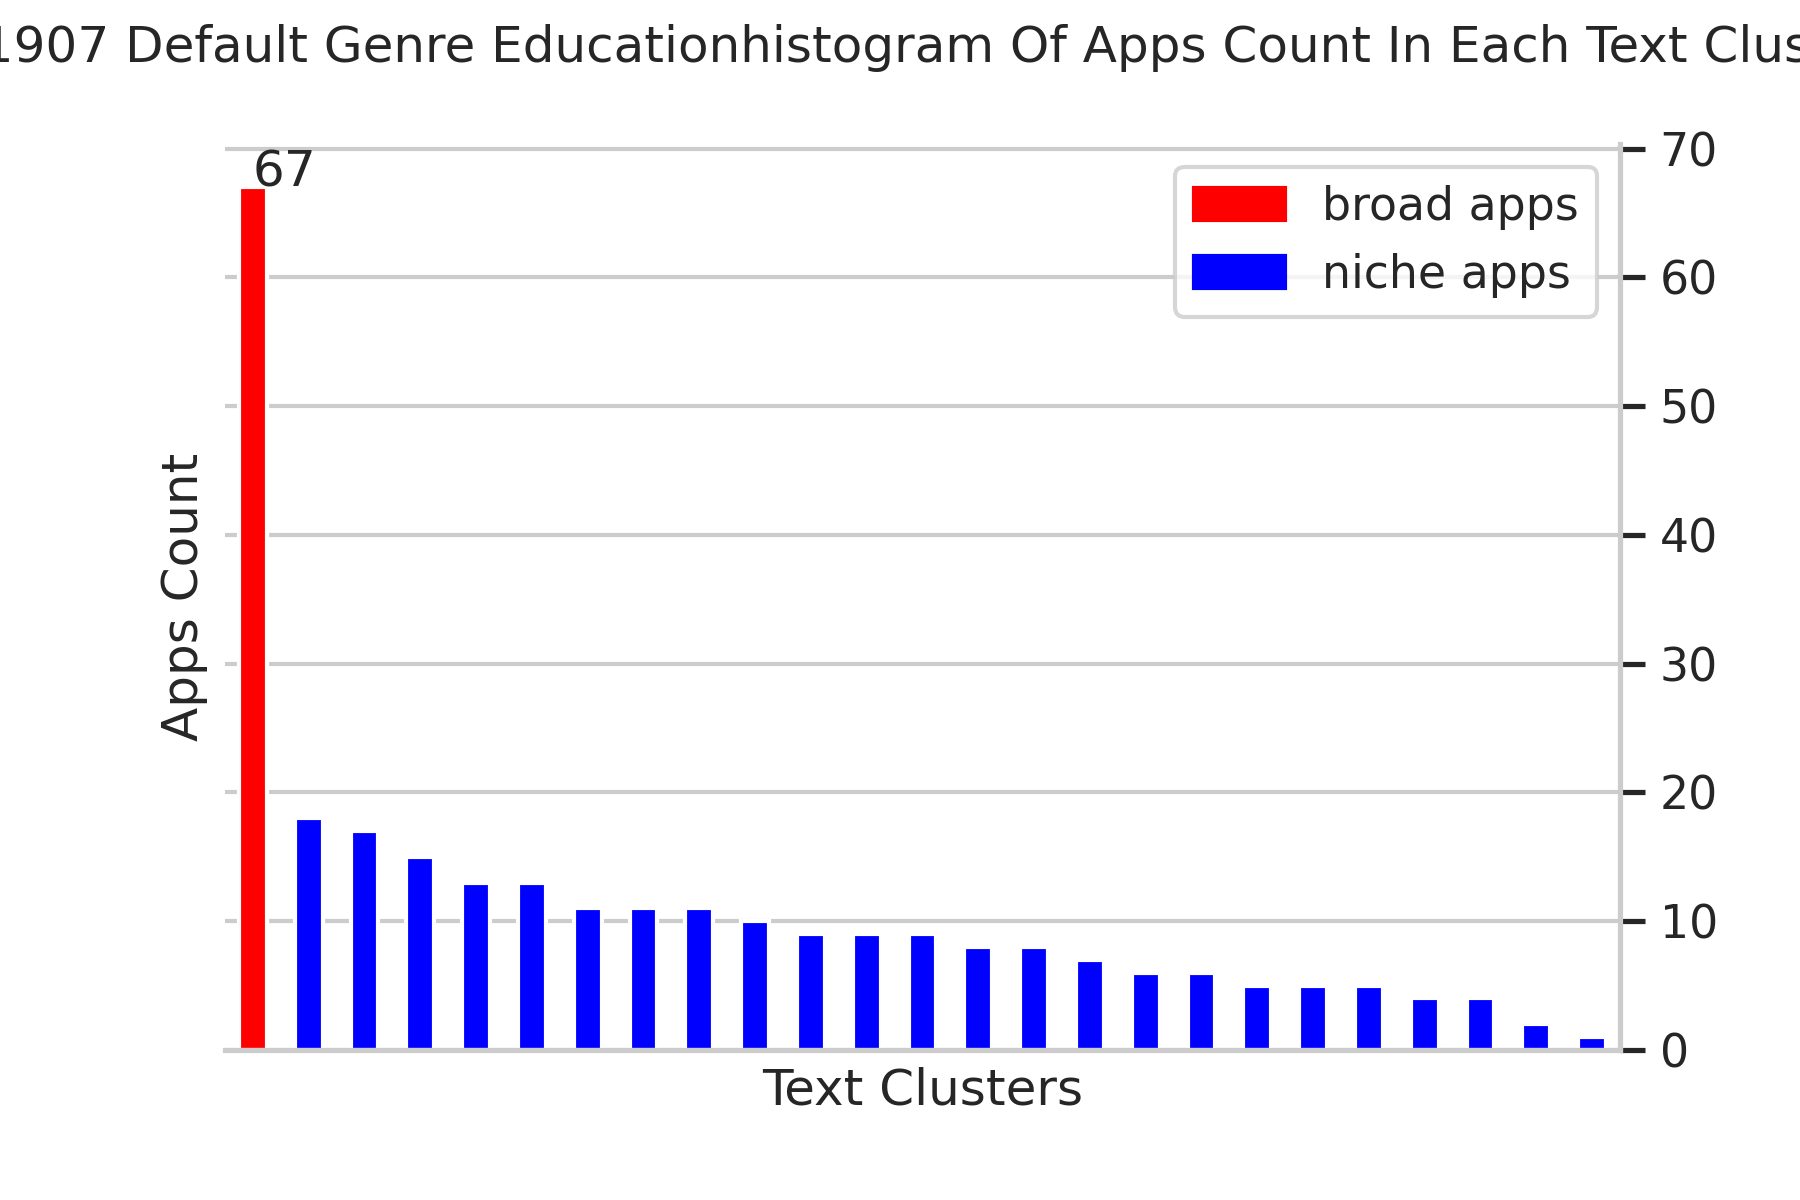 1907 Default Genre Educationhistogram Of Apps Count In Each Text Clus
67
broad apps
niche apps
70
60
50
40
30
20
10
0
Apps Count
Text Clusters